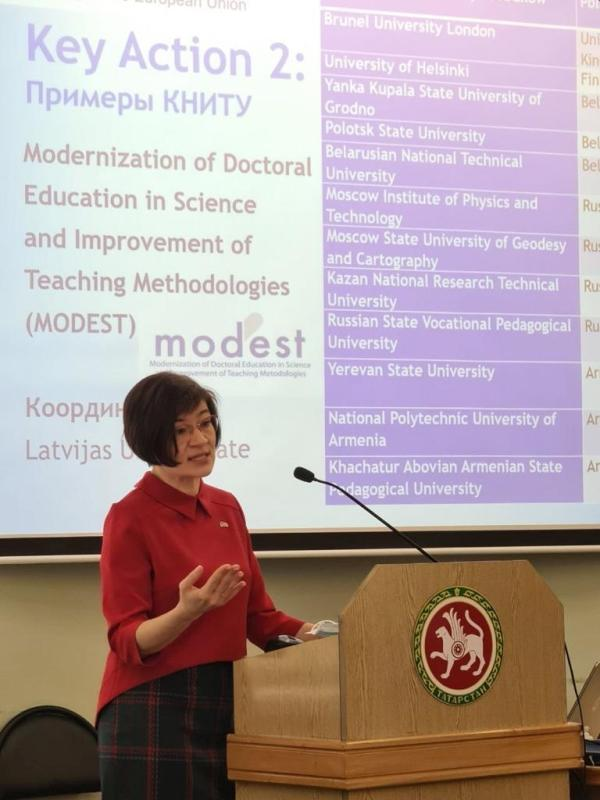 European Union
Key Action 2:
Примеры КНИТУ
Modernization of Doctoral
Education in Science
and Improvement of
Teaching Methodologies
(MODEST)
modest
Modernization of Doctoral Education in Science
Improvement of Teaching Methodologies
Latvijas
Brunel University London
University of Helsinki
Yanka Kupala State University of
Grodno
Polotsk State University
Belarusian National Technical
University
Moscow Institute of Physics and
Technology
Moscow State University of Geodesy
and Cartography
Kazan National Research Technical
University
Russian State Vocational Pedagogical
University
Yerevan State University
National Polytechnic University of
Armenia
Khachatur Abovian Armenian State
Pedagogical University
ТАТАРСТАН